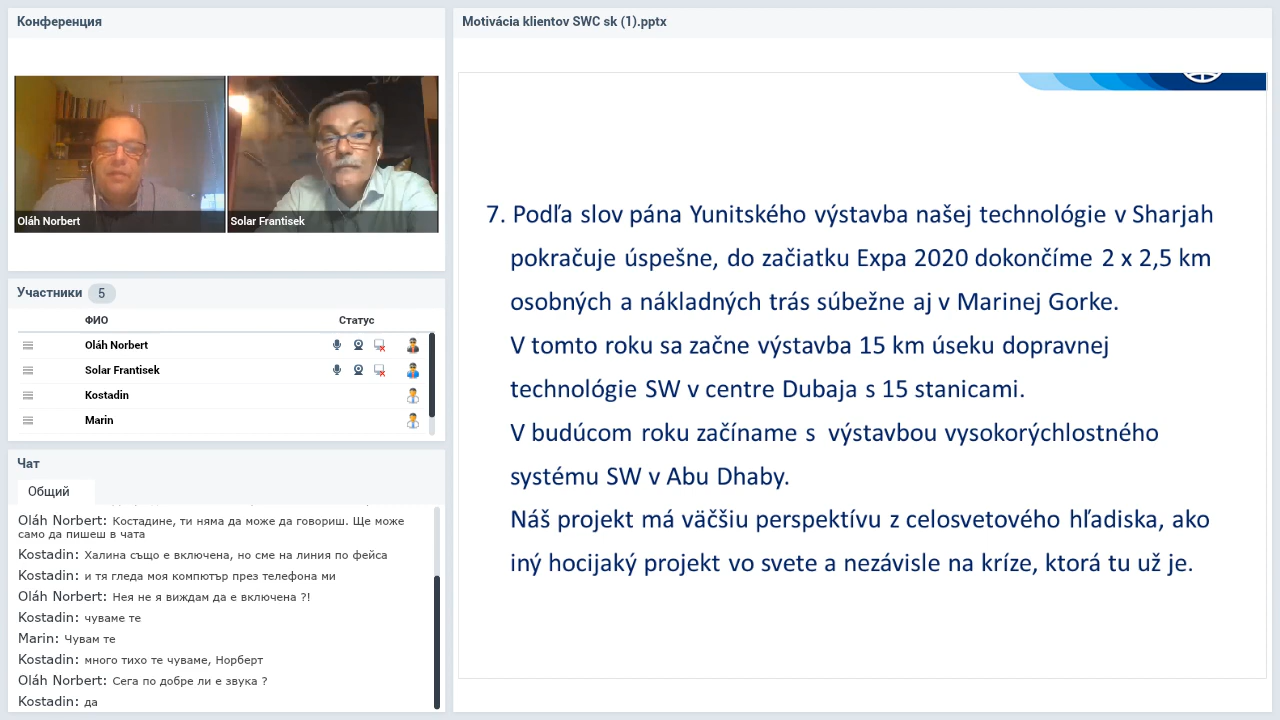 Конференция
Oláh Norbert
Solar Frantisek
Участники 5
ФИО Статус
Oláh Norbert
Solar Frantisek
Kostadin
Marin
Чат
Общий
Oláh Norbert: Костадине, ти няма да може да говориш. Ще може
само да пишеш в чата
Kostadin: Халина също е включена, но сме на линия по фейса
Kostadin: и тя гледа моя компютър през телефона ми
Oláh Norbert: Нея не я виждам да е включена ?!
Kostadin: чуваме те
Marin: Чувам те
Kostadin: много тихо те чуваме, Норберт
Oláh Norbert: Сега по добре ли е звука ?
Kostadin: да
Motivácia klientov SWC sk (1).pptx
7. Podľa slov pána Yunitského výstavba našej technológie v Sharjah
pokračuje úspešne, do začiatku Expa 2020 dokončíme 2 x 2,5 km
osobných a nákladných trás súbežne aj v Marinej Gorke.
V tomto roku sa začne výstavba 15 km úseku dopravnej
technológie SW v centre Dubaja s 15 stanicami.
V budúcom roku začíname s výstavbou vysokorýchlostného
systému SW v Abu Dhaby.
Náš projekt má väčšiu perspektívu z celosvetového hľadiska, ako
iný hocijaký projekt vo svete a nezávisle na kríze, ktorá tu už je.